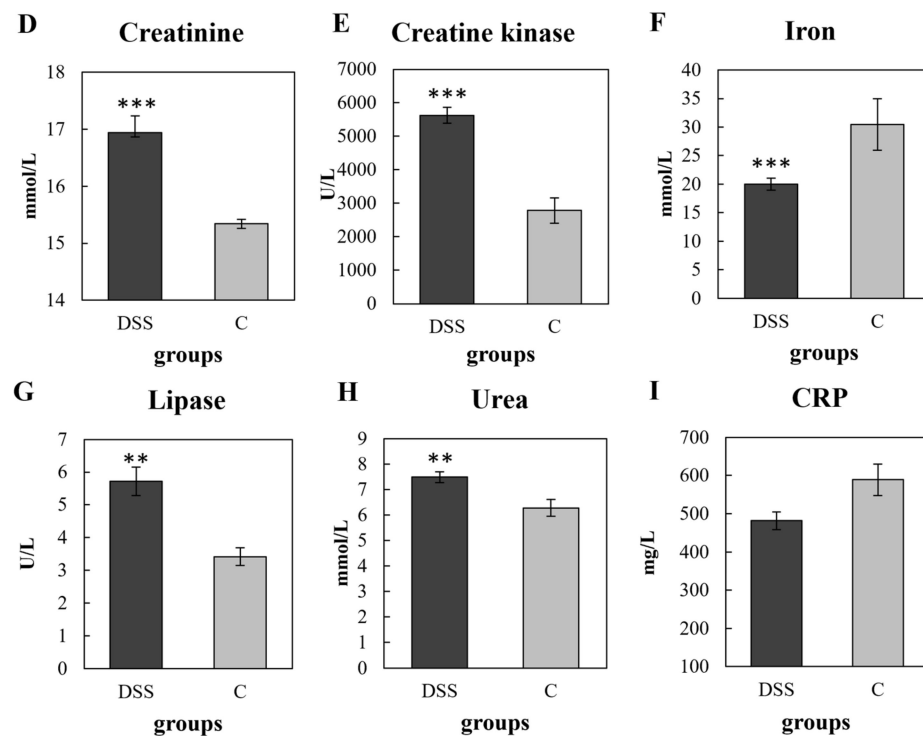 D Creatinine
mmol/L
18
17
16
15
14
***
DSS C
groups
E Creatine kinase
U/L
7000
6000
5000
4000
3000
2000
1000
0
***
DSS C
groups
F Iron
mmol/L
40
35
30
25
20
15
10
5
0
***
DSS C
groups
G Lipase
U/L
7
6
5
4
3
2
1
0
**
DSS C
groups
H Urea
mmol/L
9
8
7
6
5
4
3
2
1
0
**
DSS C
groups
I CRP
mg/L
700
600
500
400
300
200
100
DSS C
groups